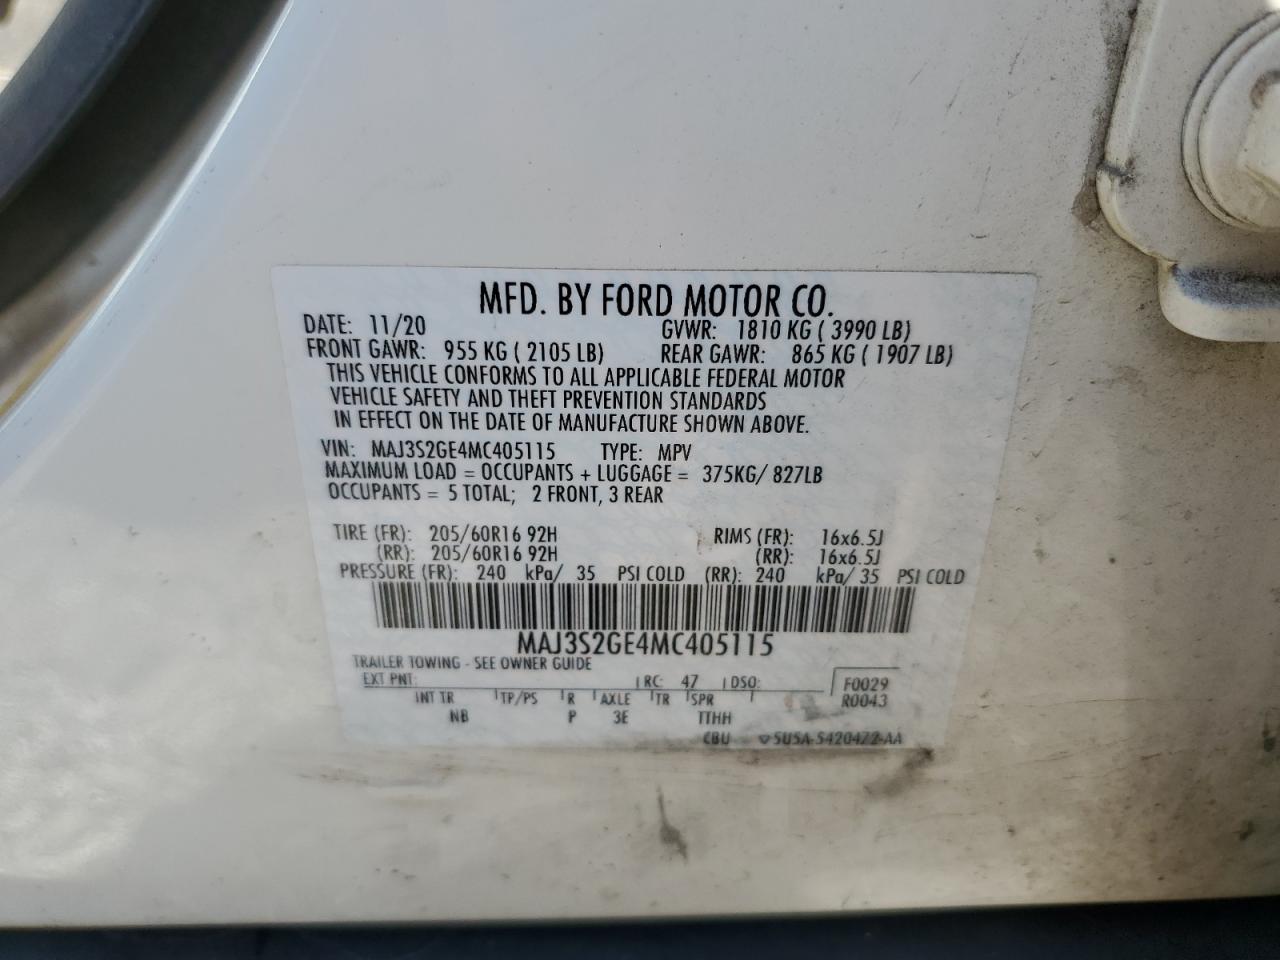 MFD. BY FORD MOTOR CO.
DATE: 11/20 GVWR: 1810 KG ( 3990 LB)
FRONT GAWR: 955 KG ( 2105 LB) REAR GAWR: 865 KG ( 1907 LB)
THIS VEHICLE CONFORMS TO ALL APPLICABLE FEDERAL MOTOR
VEHICLE SAFETY AND THEFT PREVENTION STANDARDS
IN EFFECT ON THE DATE OF MANUFACTURE SHOWN ABOVE.
VIN: MAJ3S2GE4MC405115 TYPE: MPV
MAXIMUM LOAD = OCCUPANTS + LUGGAGE = 375KG/ 827LB
OCCUPANTS = 5 TOTAL; 2 FRONT, 3 REAR
TIRE (FR): 205/60R16 92H RIMS (FR): 16x6.5J
(RR): 205/60R16 92H (RR): 16x6.5J
PRESSURE (FR): 240 kPa/ 35 PSI COLD (RR): 240 kPa/ 35 PSI COLD
MAJ3S2GE4MC405115
TRAILER TOWING - SEE OWNER GUIDE
EXT PNT: RC: 47 DSO: F0029
INT TR TP/PS R AXLE TR SPR R0043
NB P 3E TTHH
CBU 5U5A-5420472-AA